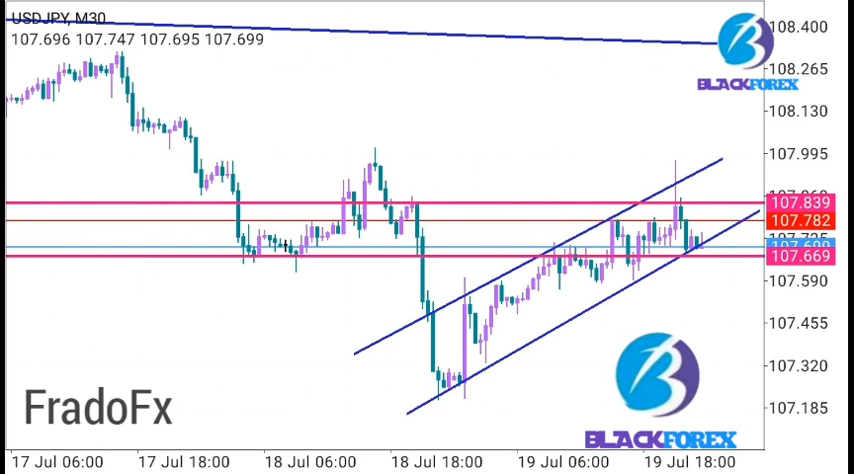 USDJPY, M30
107.696 107.747 107.695 107.699
108.400
BLACKFOREX
108.265
108.130
107.995
107.839
107.782
107.669
107.590
107.455
107.320
107.185
FradoFx
BLACKFOREX
17 Jul 06:00 17 Jul 18:00 18 Jul 06:00 18 Jul 18:00 19 Jul 06:00 19 Jul 18:00